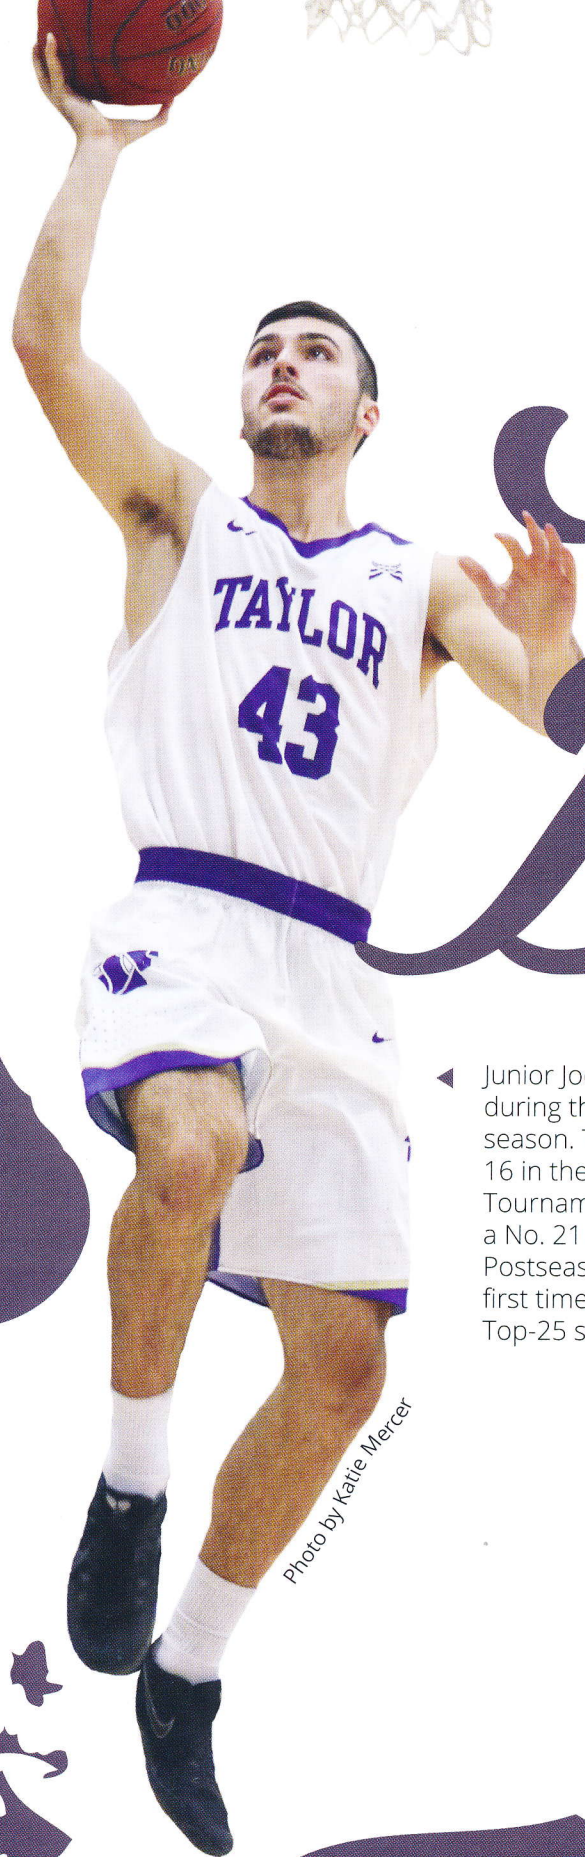 TAYLOR
43
Junior Jo
during th
season. T
16 in the
Tournam
a No. 21
Postseas
first time
Top-25 s
Photo by Katie Mercer